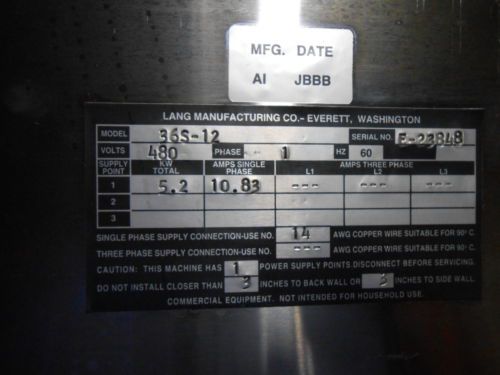 MFG. DATE
AI JBBB
LANG MANUFACTURING CO.- EVERETT, WASHINGTON
MODEL 36S-12 SERIAL NO. E-23848
VOLTS 480 PHASE -- 1 HZ 60
SUPPLY POINT KW TOTAL AMPS SINGLE PHASE AMPS THREE PHASE
L1 L2 L3
1 5.2 10.83 --- --- ---
2 --- --- ---
3
SINGLE PHASE SUPPLY CONNECTION-USE NO. 14 AWG COPPER WIRE SUITABLE FOR 90° C.
THREE PHASE SUPPLY CONNECTION-USE NO. --- AWG COPPER WIRE SUITABLE FOR 90° C.
CAUTION: THIS MACHINE HAS 1 POWER SUPPLY POINTS. DISCONNECT BEFORE SERVICING.
DO NOT INSTALL CLOSER THAN 3 INCHES TO BACK WALL OR 3 INCHES TO SIDE WALL
COMMERCIAL EQUIPMENT. NOT INTENDED FOR HOUSEHOLD USE.